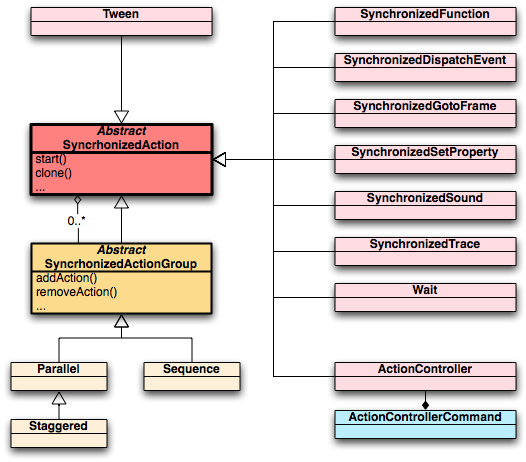 Tween
Abstract
SyncrhonizedAction
start()
clone()
...
0..*
Abstract
SyncrhonizedActionGroup
addAction()
removeAction()
...
Parallel
Sequence
Staggered
SynchronizedFunction
SynchronizedDispatchEvent
SynchronizedGotoFrame
SynchronizedSetProperty
SynchronizedSound
SynchronizedTrace
Wait
ActionController
ActionControllerCommand